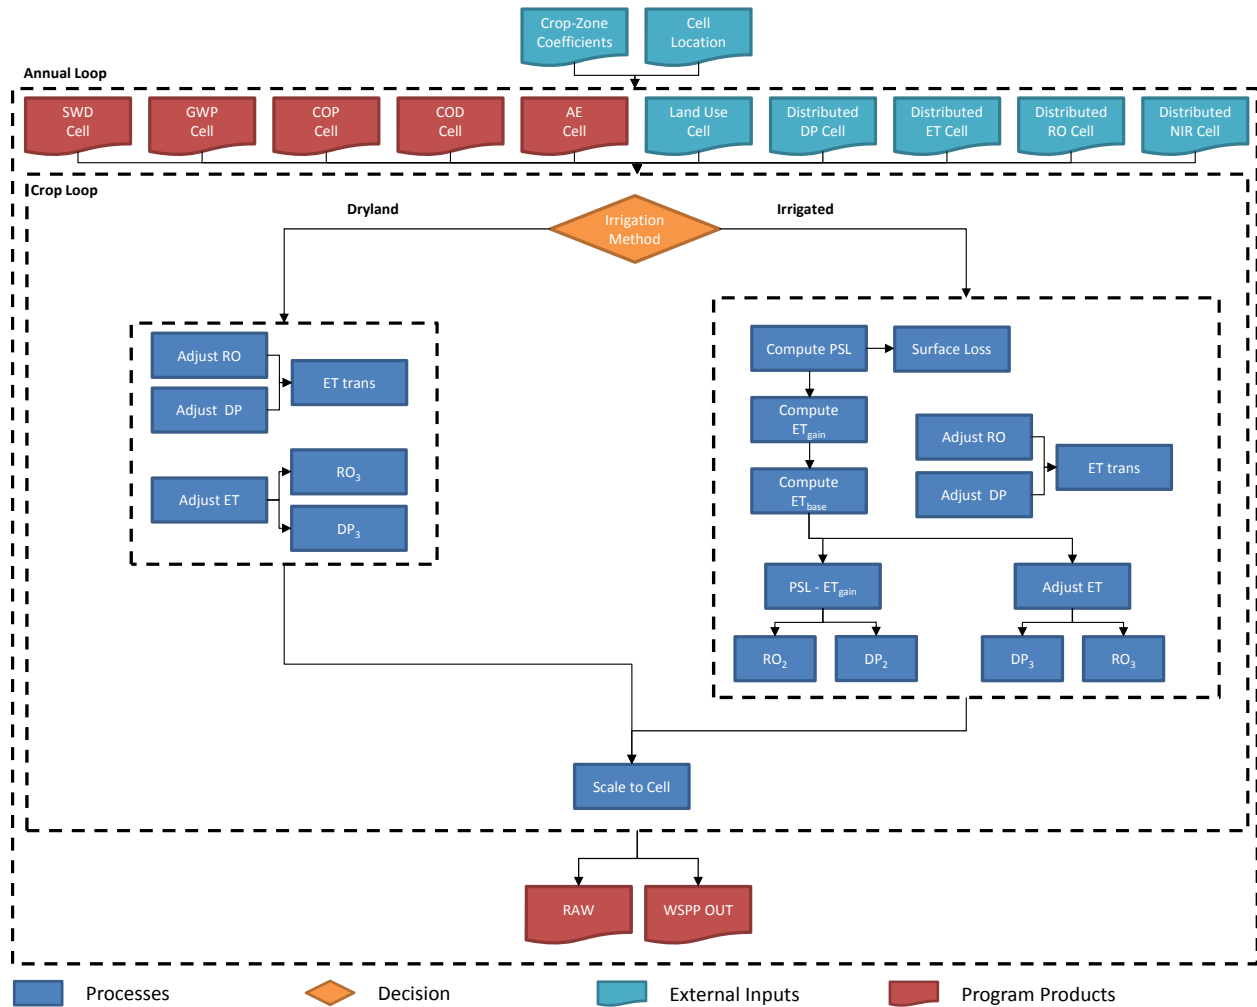 Crop-Zone
Coefficients
Cell
Location
Annual Loop
SWD
Cell
GWP
Cell
COP
Cell
COD
Cell
AE
Cell
Land Use
Cell
Distributed
DP Cell
Distributed
ET Cell
Distributed
RO Cell
Distributed
NIR Cell
Crop Loop
Dryland
Irrigation
Method
Irrigated
Adjust RO
Adjust  DP
ET trans
Adjust ET
RO₃
DP₃
Compute PSL
Surface Loss
Compute
ETgain
Compute
ETbase
Adjust RO
Adjust  DP
ET trans
PSL - ETgain
Adjust ET
RO₂
DP₂
DP₃
RO₃
Scale to Cell
RAW
WSPP OUT
Processes
Decision
External Inputs
Program Products